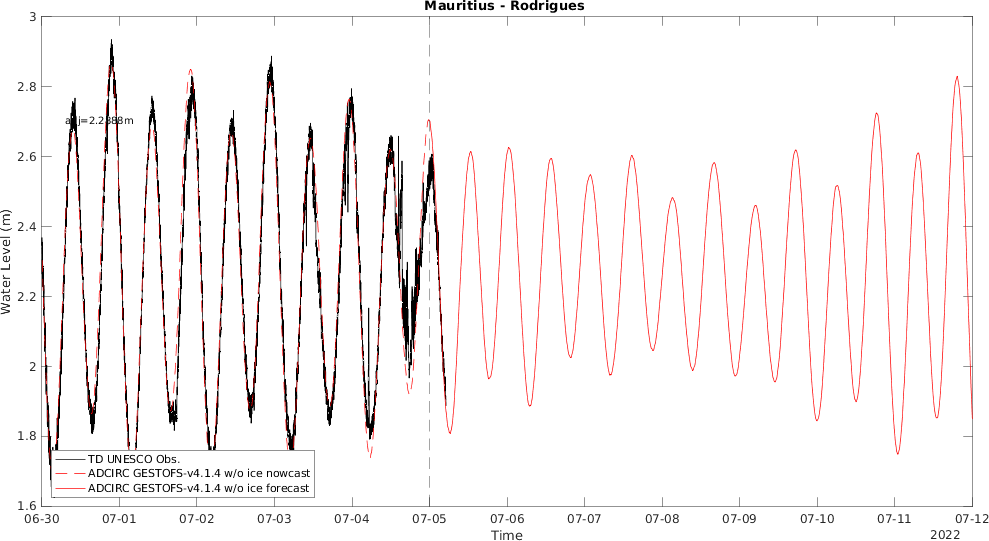 Mauritius - Rodrigues
Water Level (m)
3
2.8
2.6
2.4
2.2
2
1.8
1.6
adj=2.2388m
TD UNESCO Obs.
ADCIRC GESTOFS-v4.1.4 w/o ice nowcast
ADCIRC GESTOFS-v4.1.4 w/o ice forecast
06-30 07-01 07-02 07-03 07-04 07-05 07-06 07-07 07-08 07-09 07-10 07-11 07-12
Time
2022